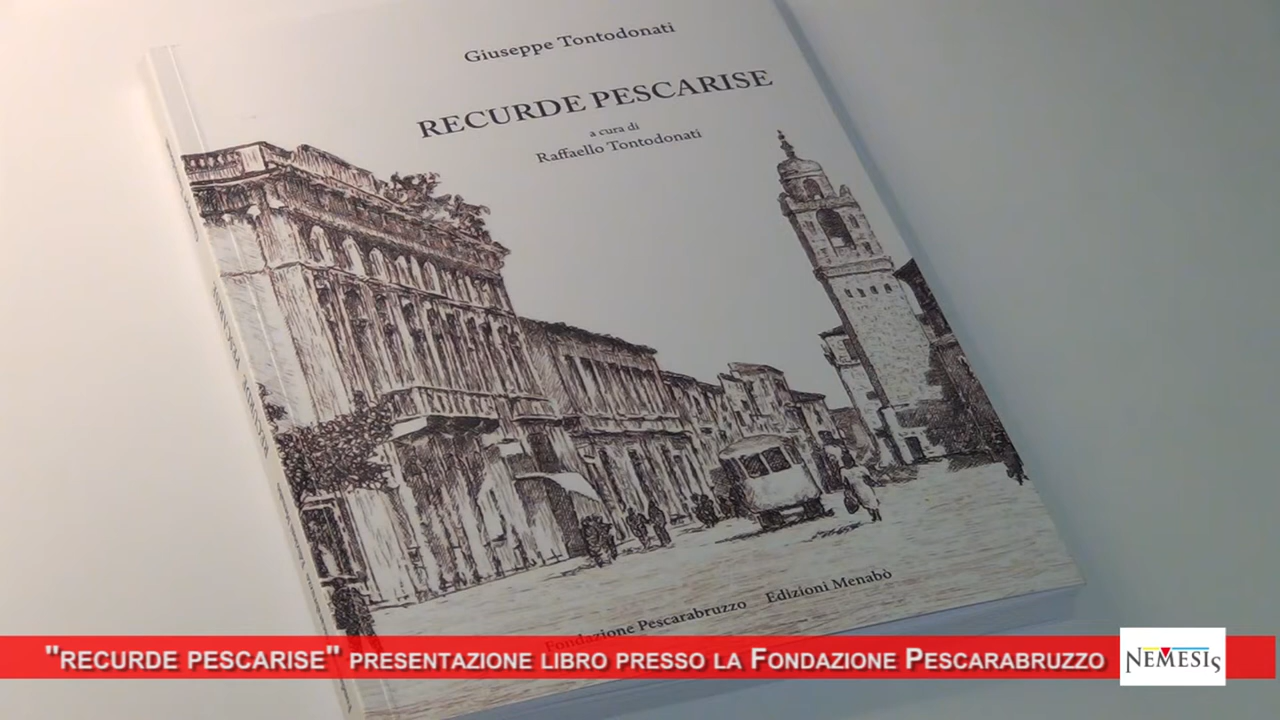 Giuseppe Tontodonati
RECURDE PESCARISE
a cura di
Raffaello Tontodonati
Fondazione Pescarabruzzo Edizioni Menabò
"RECURDE PESCARISE" PRESENTAZIONE LIBRO PRESSO LA FONDAZIONE PESCARABRUZZO
NEMESIS